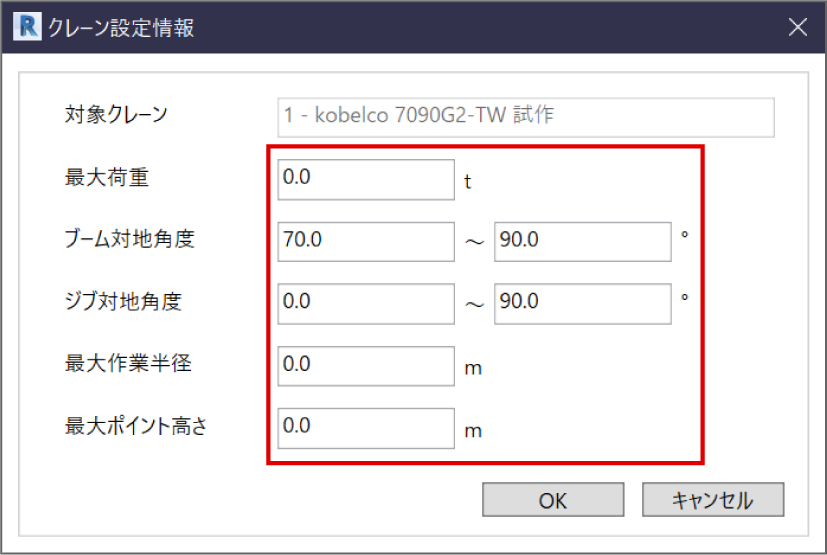 R クレーン設定情報
対象クレーン 1 - kobelco 7090G2-TW 試作
最大荷重 0.0 t
ブーム対地角度 70.0 ～ 90.0 °
ジブ対地角度 0.0 ～ 90.0 °
最大作業半径 0.0 m
最大ポイント高さ 0.0 m
OK キャンセル